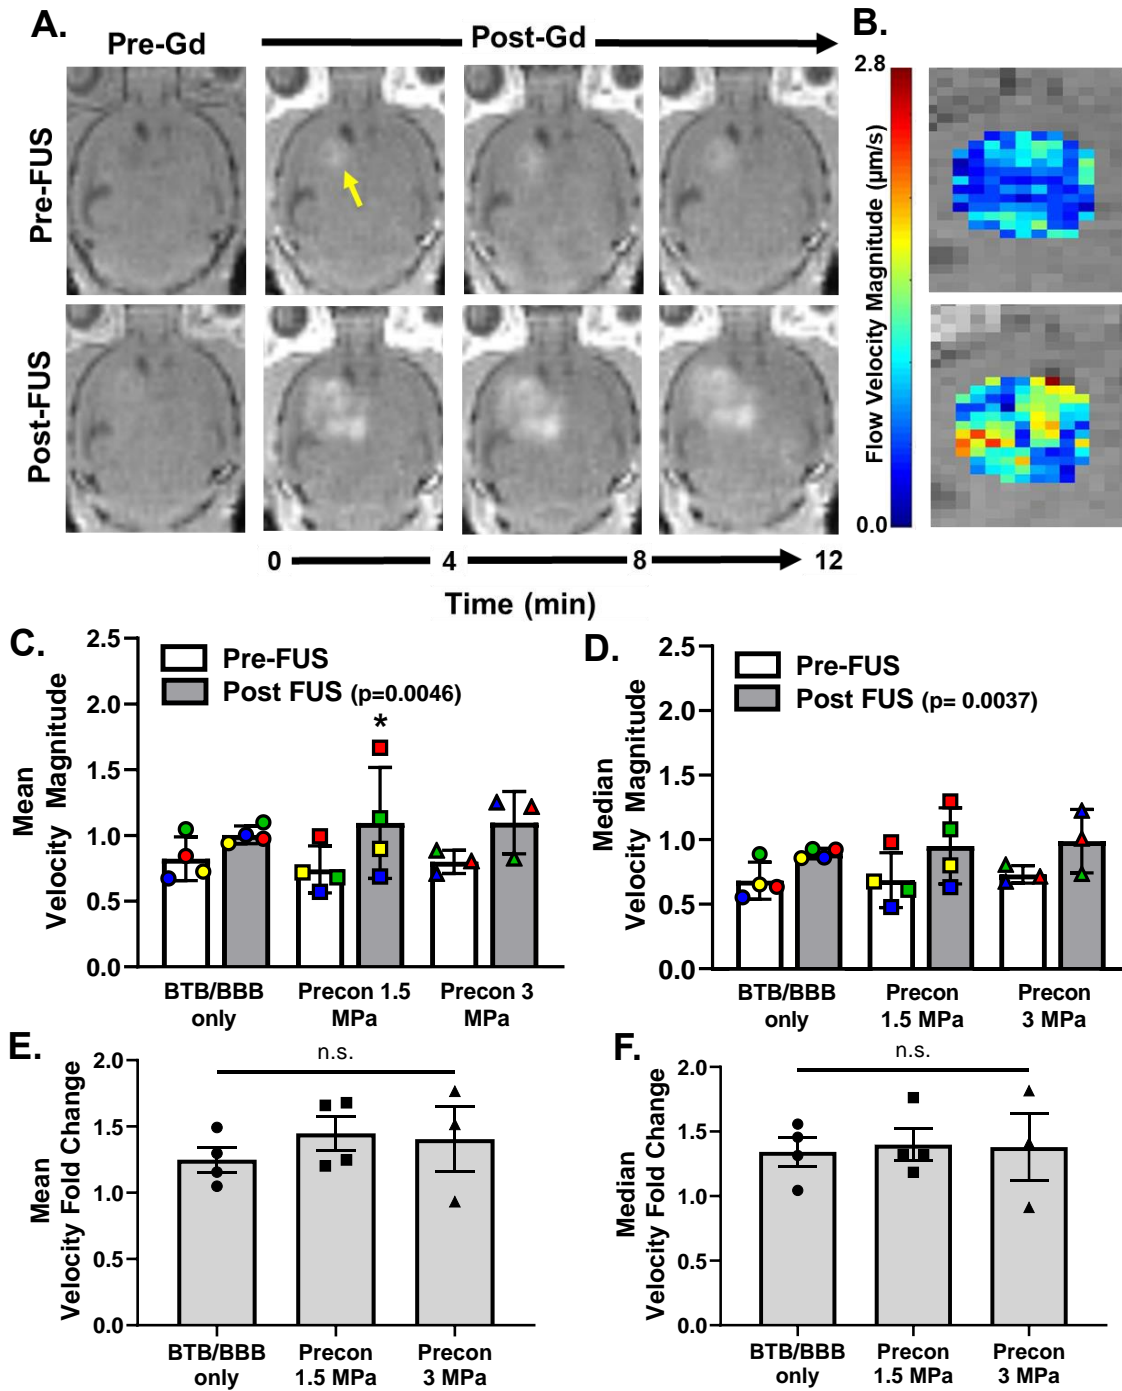 A.
Pre-Gd
Post-Gd
Pre-FUS
Post-FUS
0
4
8
12
Time (min)
B.
2.8
Flow Velocity Magnitude (μm/s)
0.0
C.
Mean
Velocity Magnitude
2.5
2.0
1.5
1.0
0.5
0.0
Pre-FUS
Post FUS (p=0.0046)
*
BTB/BBB
only
Precon 1.5
MPa
Precon 3
MPa
D.
Median
Velocity Magnitude
2.5
2.0
1.5
1.0
0.5
0.0
Pre-FUS
Post FUS (p= 0.0037)
BTB/BBB
only
Precon
1.5 MPa
Precon
3 MPa
E.
Mean
Velocity Fold Change
2.0
1.5
1.0
0.5
0.0
n.s.
BTB/BBB
only
Precon
1.5 MPa
Precon
3 MPa
F.
Median
Velocity Fold Change
2.0
1.5
1.0
0.5
0.0
n.s.
BTB/BBB
only
Precon
1.5 MPa
Precon
3 MPa